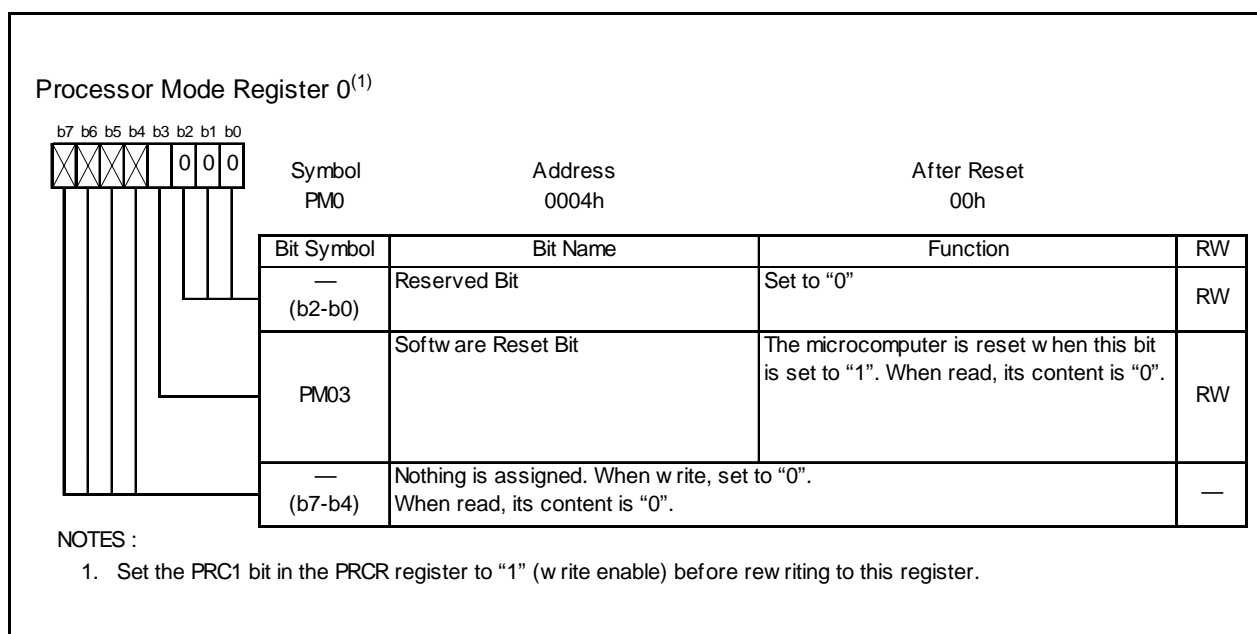 Processor Mode Register 0(1)
b7 b6 b5 b4 b3 b2 b1 b0
0 0 0
Symbol Address After Reset
PM0 0004h 00h
Bit Symbol Bit Name Function RW
—
(b2-b0) Reserved Bit Set to “0” RW
PM03 Software Reset Bit The microcomputer is reset when this bit
is set to “1”. When read, its content is “0”. RW
— Nothing is assigned. When write, set to “0”.
(b7-b4) When read, its content is “0”. —
NOTES :
1. Set the PRC1 bit in the PRCR register to “1” (write enable) before rewriting to this register.